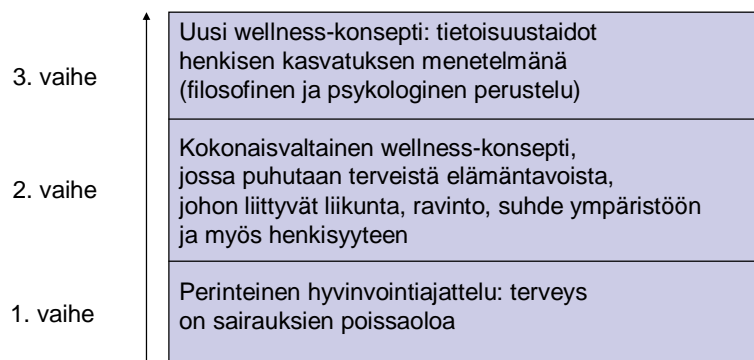 Uusi wellness-konsepti: tietoisuustaidot
henkisen kasvatuksen menetelmänä
(filosofinen ja psykologinen perustelu)
3. vaihe
Kokonaisvaltainen wellness-konsepti,
jossa puhutaan terveistä elämäntavoista,
johon liittyvät liikunta, ravinto, suhde ympäristöön
ja myös henkisyyteen
2. vaihe
Perinteinen hyvinvointiajattelu: terveys
on sairauksien poissaoloa
1. vaihe